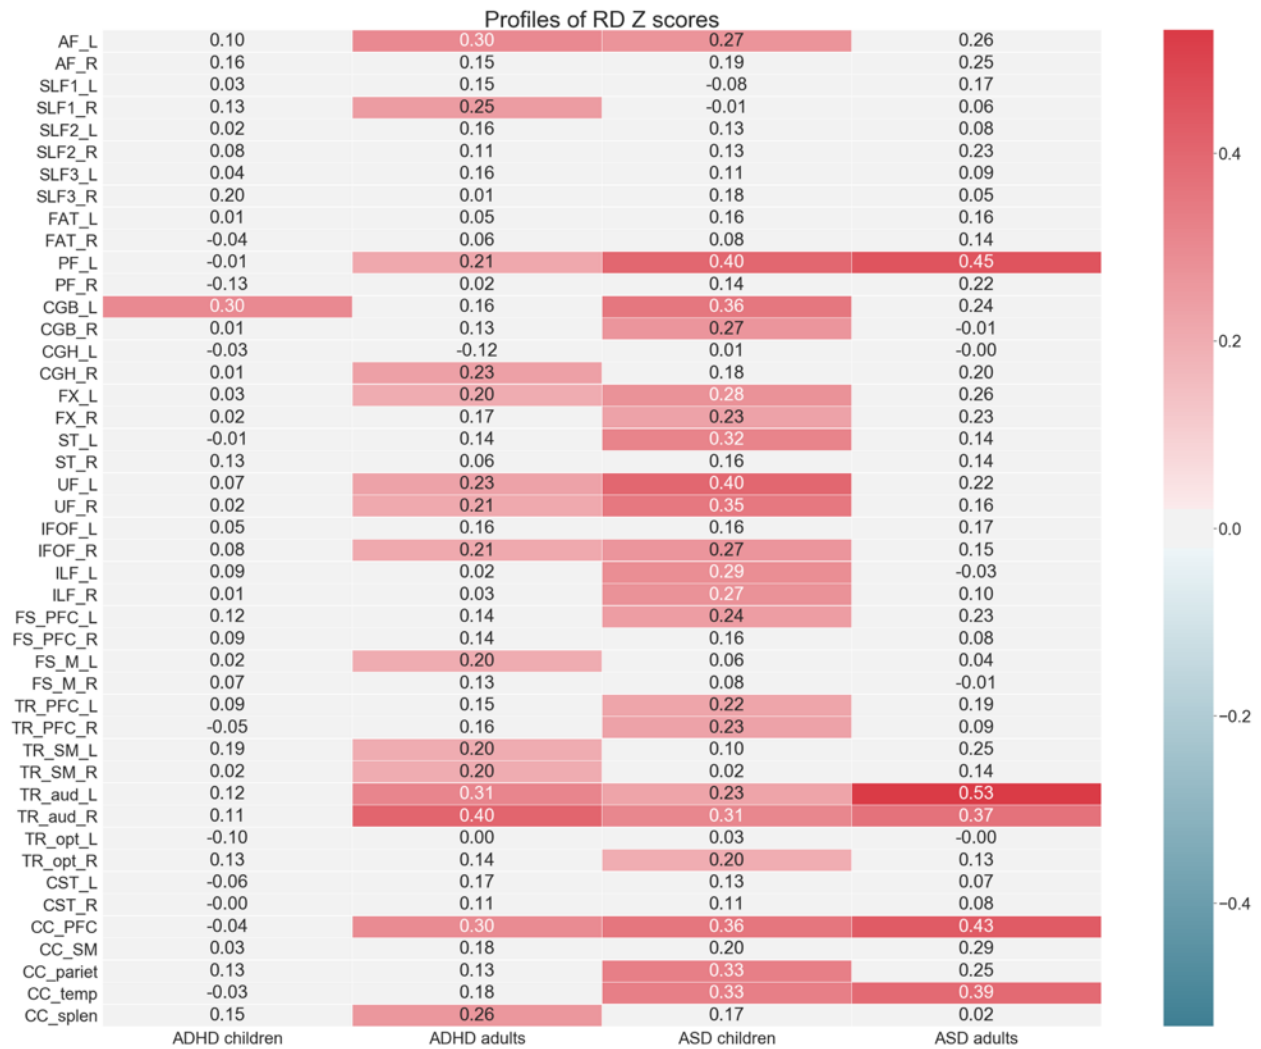 Profiles of RD Z scores
AF_L 0.10 0.30 0.27 0.26
AF_R 0.16 0.15 0.19 0.25
SLF1_L 0.03 0.15 -0.08 0.17
SLF1_R 0.13 0.25 -0.01 0.06
SLF2_L 0.02 0.16 0.13 0.08
SLF2_R 0.08 0.11 0.13 0.23
SLF3_L 0.04 0.16 0.11 0.09
SLF3_R 0.20 0.01 0.18 0.05
FAT_L 0.01 0.05 0.16 0.16
FAT_R -0.04 0.06 0.08 0.14
PF_L -0.01 0.21 0.40 0.45
PF_R -0.13 0.02 0.14 0.22
CGB_L 0.30 0.16 0.36 0.24
CGB_R 0.01 0.13 0.27 -0.01
CGH_L -0.03 -0.12 0.01 -0.00
CGH_R 0.01 0.23 0.18 0.20
FX_L 0.03 0.20 0.28 0.26
FX_R 0.02 0.17 0.23 0.23
ST_L -0.01 0.14 0.32 0.14
ST_R 0.13 0.06 0.16 0.14
UF_L 0.07 0.23 0.40 0.22
UF_R 0.02 0.21 0.35 0.16
IFOF_L 0.05 0.16 0.16 0.17
IFOF_R 0.08 0.21 0.27 0.15
ILF_L 0.09 0.02 0.29 -0.03
ILF_R 0.01 0.03 0.27 0.10
FS_PFC_L 0.12 0.14 0.24 0.23
FS_PFC_R 0.09 0.14 0.16 0.08
FS_M_L 0.02 0.20 0.06 0.04
FS_M_R 0.07 0.13 0.08 -0.01
TR_PFC_L 0.09 0.15 0.22 0.19
TR_PFC_R -0.05 0.16 0.23 0.09
TR_SM_L 0.19 0.20 0.10 0.25
TR_SM_R 0.02 0.20 0.02 0.14
TR_aud_L 0.12 0.31 0.23 0.53
TR_aud_R 0.11 0.40 0.31 0.37
TR_opt_L -0.10 0.00 0.03 -0.00
TR_opt_R 0.13 0.14 0.20 0.13
CST_L -0.06 0.17 0.13 0.07
CST_R -0.00 0.11 0.11 0.08
CC_PFC -0.04 0.30 0.36 0.43
CC_SM 0.03 0.18 0.20 0.29
CC_pariet 0.13 0.13 0.33 0.25
CC_temp -0.03 0.18 0.33 0.39
CC_splen 0.15 0.26 0.17 0.02
ADHD children ADHD adults ASD children ASD adults
0.4
0.2
0.0
−0.2
−0.4